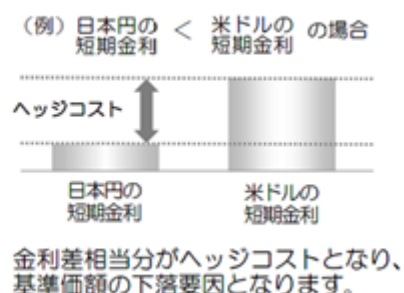 （例）日本円の 短期金利 ＜ 米ドルの 短期金利 の場合
ヘッジコスト
日本円の
短期金利
米ドルの
短期金利
金利差相当分がヘッジコストとなり、
基準価額の下落要因となります。